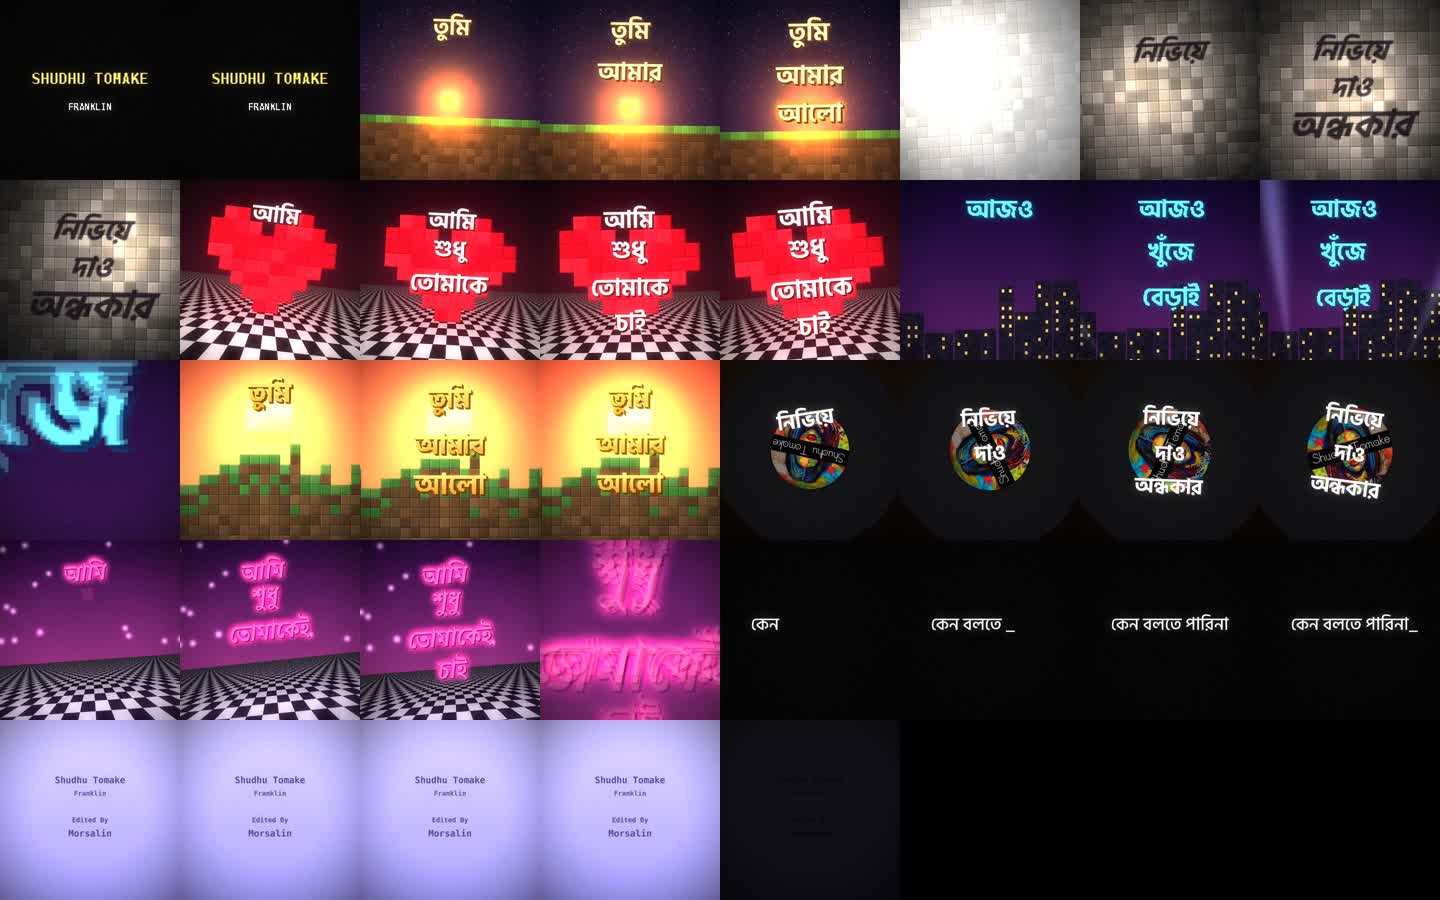 SHUDHU TOMAKE
FRANKLIN
SHUDHU TOMAKE
FRANKLIN
তুমি
তুমি
আমার
তুমি
আমার
আলো
নিভিয়ে
নিভিয়ে
দাও
অন্ধকার
নিভিয়ে
দাও
অন্ধকার
আমি
আমি
শুধু
তোমাকে
আমি
শুধু
তোমাকে
চাই
আমি
শুধু
তোমাকে
চাই
আজও
আজও
খুঁজে
বেড়াই
আজও
খুঁজে
বেড়াই
তুমি
তুমি
আমার
আলো
তুমি
আমার
আলো
নিভিয়ে
Shudhu Tomake
নিভিয়ে
দাও
নিভিয়ে
দাও
অন্ধকার
নিভিয়ে
দাও
অন্ধকার
আমি
আমি
শুধু
তোমাকেই
আমি
শুধু
তোমাকেই
চাই
শুধু
কেন
কেন বলতে _
কেন বলতে পারিনা
কেন বলতে পারিনা_
Shudhu Tomake
Franklin
Edited By
Morsalin
Shudhu Tomake
Franklin
Edited By
Morsalin
Shudhu Tomake
Franklin
Edited By
Morsalin
Shudhu Tomake
Franklin
Edited By
Morsalin